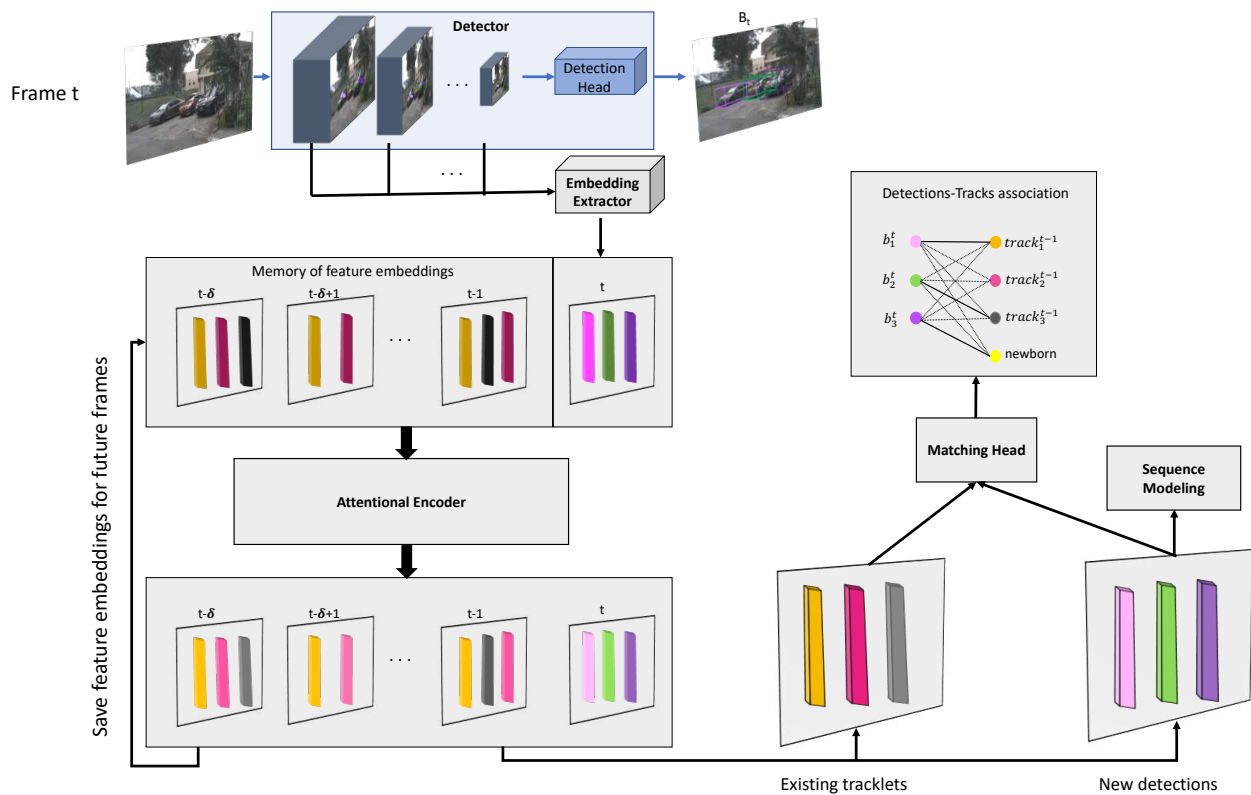 Detector
B_t
Frame t
Detection
Head
. . .
. . .
Embedding
Extractor
Detections-Tracks association
b_1^t
track_1^{t-1}
b_2^t
track_2^{t-1}
b_3^t
track_3^{t-1}
newborn
Memory of feature embeddings
t-δ
t-δ+1
t-1
t
. . .
Save feature embeddings for future frames
Attentional Encoder
Matching Head
Sequence
Modeling
t-δ
t-δ+1
t-1
t
. . .
Existing tracklets
New detections